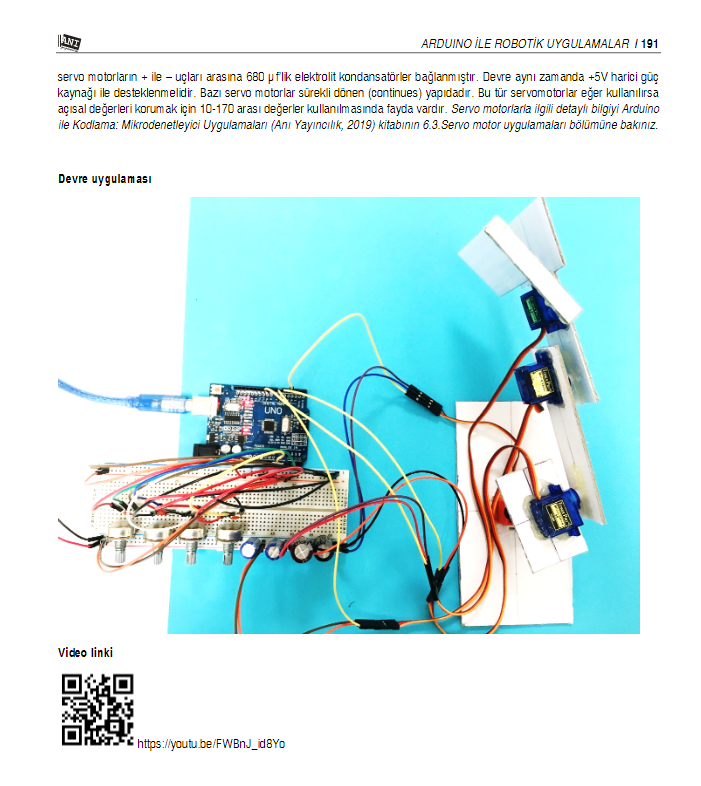 ANI
ARDUINO İLE ROBOTİK UYGULAMALAR / 191
servo motorların + ile – uçları arasına 680 µf'lik elektrolit kondansatörler bağlanmıştır. Devre aynı zamanda +5V harici güç
kaynağı ile desteklenmelidir. Bazı servo motorlar sürekli dönen (continues) yapıdadır. Bu tür servomotorlar eğer kullanılırsa
açısal değerleri korumak için 10-170 arası değerler kullanılmasında fayda vardır. Servo motorlarla ilgili detaylı bilgiyi Arduino
ile Kodlama: Mikrodenetleyici Uygulamaları (Anı Yayıncılık, 2019) kitabının 6.3.Servo motor uygulamaları bölümüne bakınız.
Devre uygulaması
UNO
Video linki
https://youtu.be/FWBnJ_id8Yo